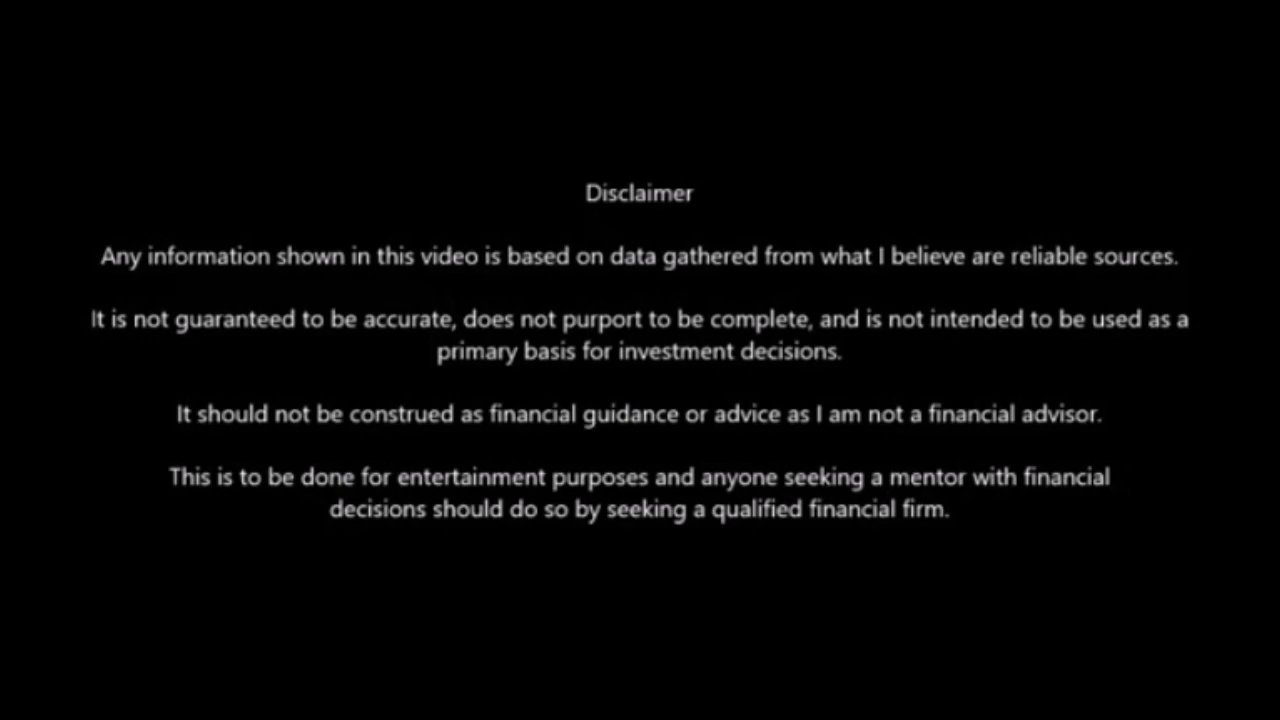 Disclaimer
Any information shown in this video is based on data gathered from what I believe are reliable sources.
It is not guaranteed to be accurate, does not purport to be complete, and is not intended to be used as a
primary basis for investment decisions.
It should not be construed as financial guidance or advice as I am not a financial advisor.
This is to be done for entertainment purposes and anyone seeking a mentor with financial
decisions should do so by seeking a qualified financial firm.